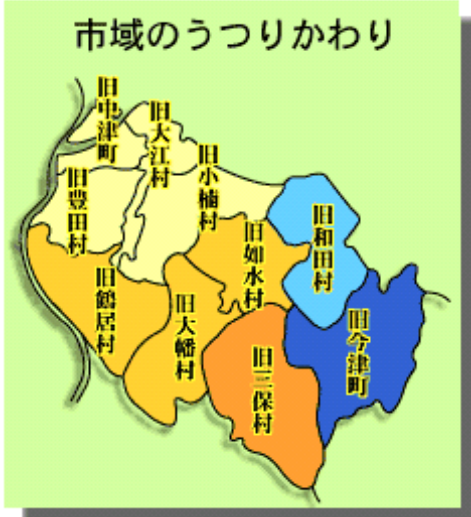 市域のうつりかわり
旧中津町
旧大江村
旧小楠村
旧豊田村
旧和田村
旧如水村
旧鶴居村
旧大幡村
旧今津町
旧三保村